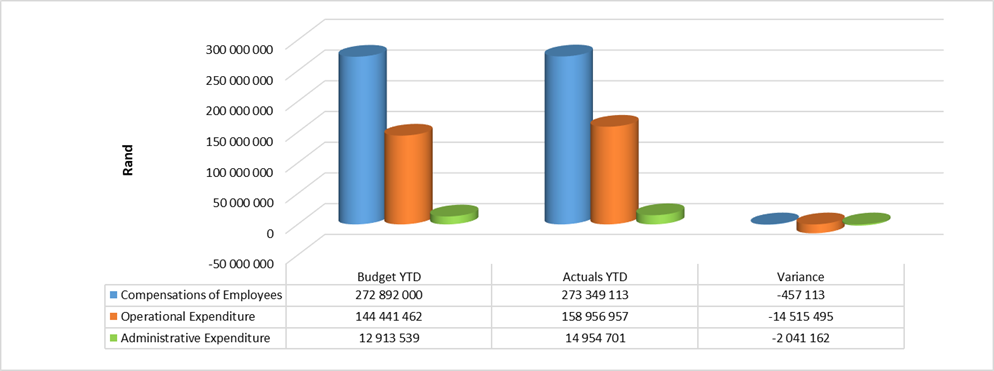 300 000 000
250 000 000
200 000 000
150 000 000
100 000 000
50 000 000
0
-50 000 000
Rand
Budget YTD Actuals YTD Variance
Compensations of Employees 272 892 000 273 349 113 -457 113
Operational Expenditure 144 441 462 158 956 957 -14 515 495
Administrative Expenditure 12 913 539 14 954 701 -2 041 162